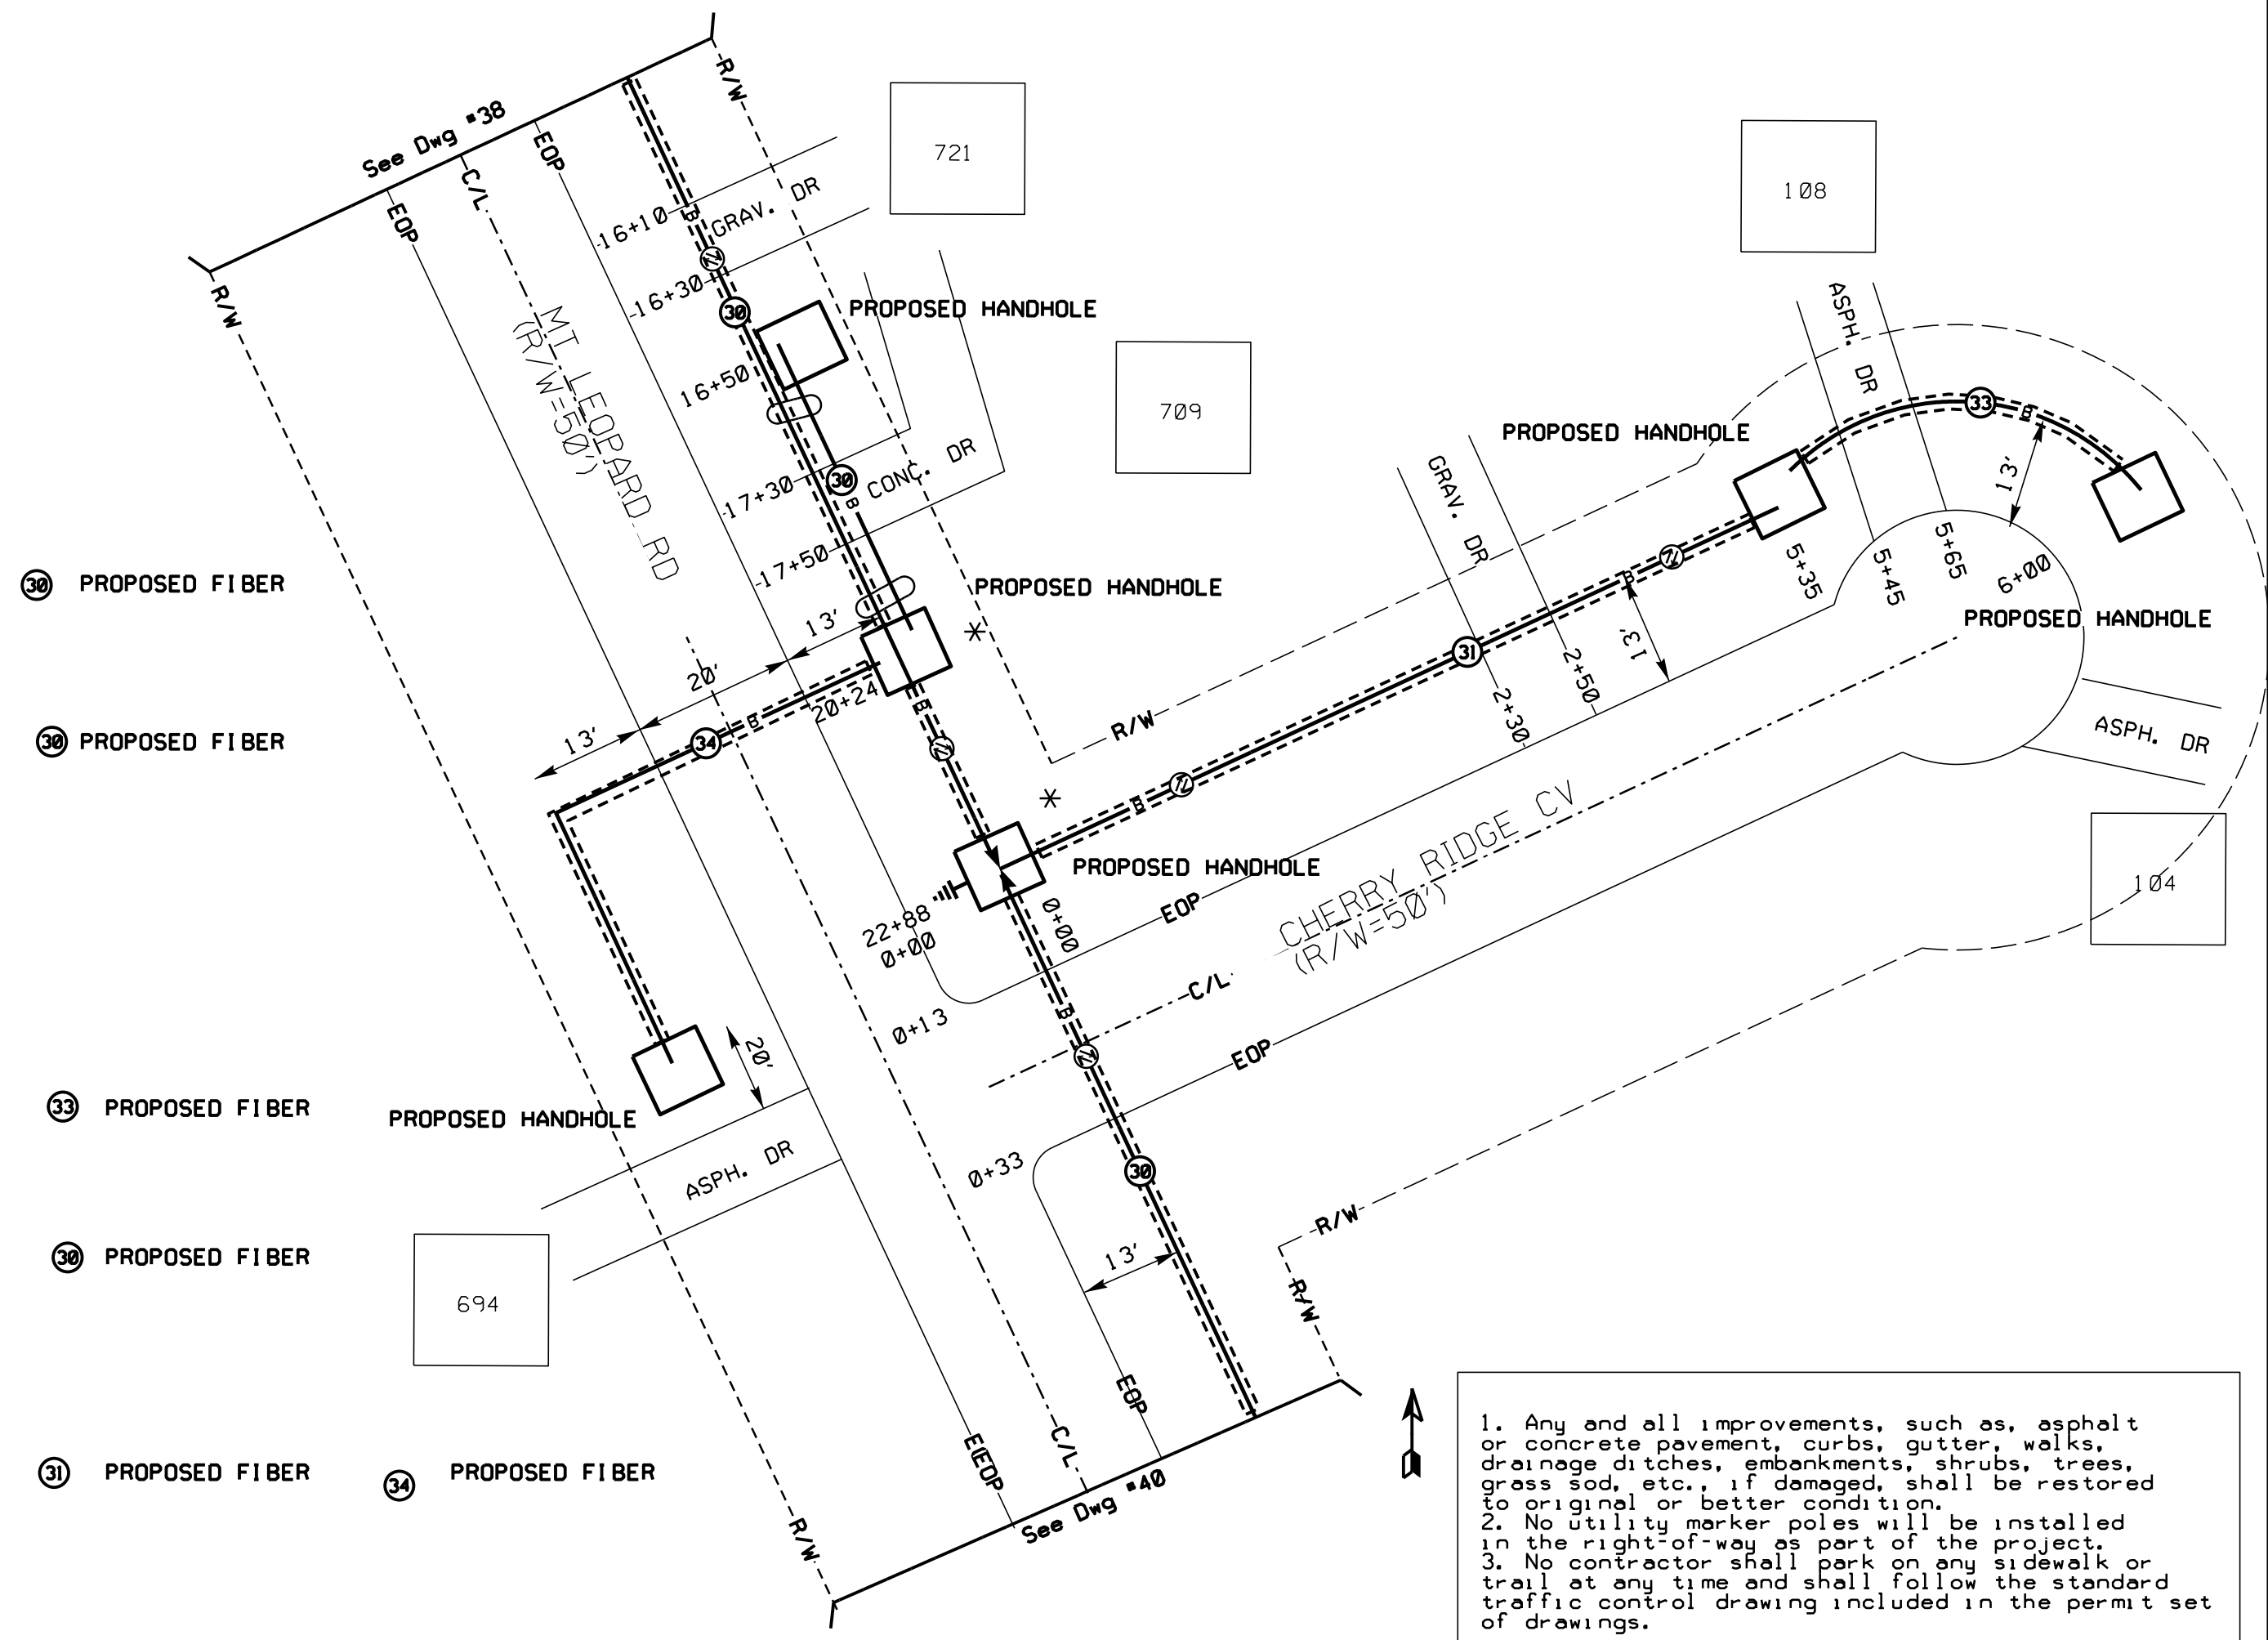 See Dwg #38
R/W
EOP
C/L
EOP
R/W
MT LEOPARD RD
(R/W=50')
721
108
16+10
GRAV. DR
16+30
30
PROPOSED HANDHOLE
16+50
709
17+30
30
CONC. DR
17+50
B
B
PROPOSED HANDHOLE
ASPH. DR
33
B
13'
PROPOSED HANDHOLE
GRAV. DR
5+35
5+45
5+65
6+00
PROPOSED HANDHOLE
30 PROPOSED FIBER
PROPOSED HANDHOLE
13'
20'
13'
20+24
34
B
B
30 PROPOSED FIBER
R/W
31
B
13'
2+30
2+50
ASPH. DR
104
B
PROPOSED HANDHOLE
22+88
0+00
0+00
EOP
CHERRY RIDGE CV
(R/W=50')
C/L
0+13
B
EOP
20'
33 PROPOSED FIBER
PROPOSED HANDHOLE
ASPH. DR
0+33
30
R/W
30 PROPOSED FIBER
694
13'
R/W
EOP
C/L
EOP
31 PROPOSED FIBER
34 PROPOSED FIBER
See Dwg #40
R/W
1. Any and all improvements, such as, asphalt
or concrete pavement, curbs, gutter, walks,
drainage ditches, embankments, shrubs, trees,
grass sod, etc., if damaged, shall be restored
to original or better condition.
2. No utility marker poles will be installed
in the right-of-way as part of the project.
3. No contractor shall park on any sidewalk or
trail at any time and shall follow the standard
traffic control drawing included in the permit set
of drawings.